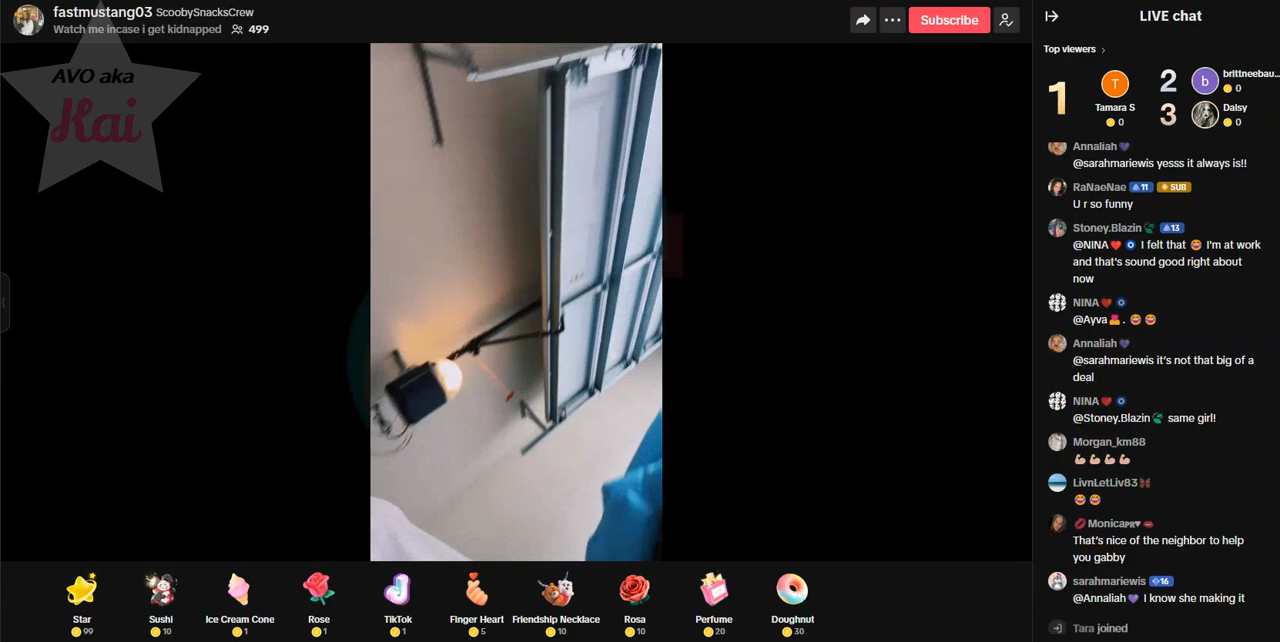 fastmustang03 ScoobySnacksCrew
Watch me incase i get kidnapped 499
Subscribe
AVO aka
Kai
LIVE chat
Top viewers
1
T
Tamara S
0
2
b
brittneebau...
0
3
Daisy
0
Annaliah
@sarahmariewis yesss it always is!!
RaNaeNae 11 SUB
U r so funny
Stoney.Blazin 13
@NINA❤️🧿 I felt that 😂 I'm at work
and that's sound good right about
now
NINA❤️🧿
@Ayva . 😂 😂
Annaliah💜
@sarahmariewis it's not that big of a
deal
NINA❤️🧿
@Stoney.Blazin same girl!
Morgan_km88
💪🏼 💪🏼 💪🏼 💪🏼
LivnLetLiv83
😂 😂
💋 Monicaᴘʀ♥ 👄
That's nice of the neighbor to help
you gabby
sarahmariewis 16
@Annaliah💜 I know she making it
Tara joined
Star
99
Sushi
10
Ice Cream Cone
1
Rose
1
TikTok
1
Finger Heart
5
Friendship Necklace
10
Rosa
10
Perfume
20
Doughnut
30